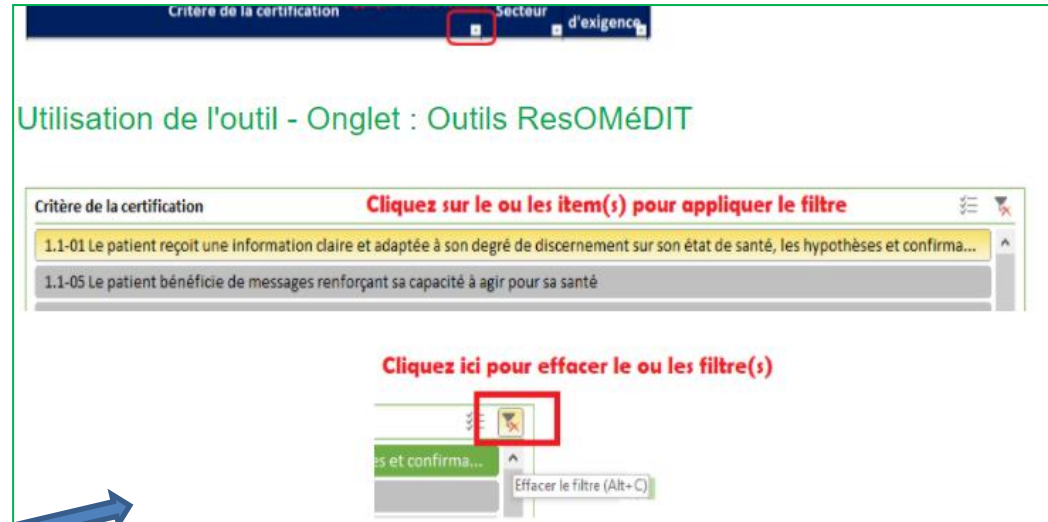 Critère de la certification
Secteur
d'exigence
Utilisation de l'outil - Onglet : Outils ResOMéDIT
Critère de la certification
Cliquez sur le ou les item(s) pour appliquer le filtre
1.1-01 Le patient reçoit une information claire et adaptée à son degré de discernement sur son état de santé, les hypothèses et confirma...
1.1-05 Le patient bénéficie de messages renforçant sa capacité à agir pour sa santé
Cliquez ici pour effacer le ou les filtre(s)
es et confirma...
Effacer le filtre (Alt+C)